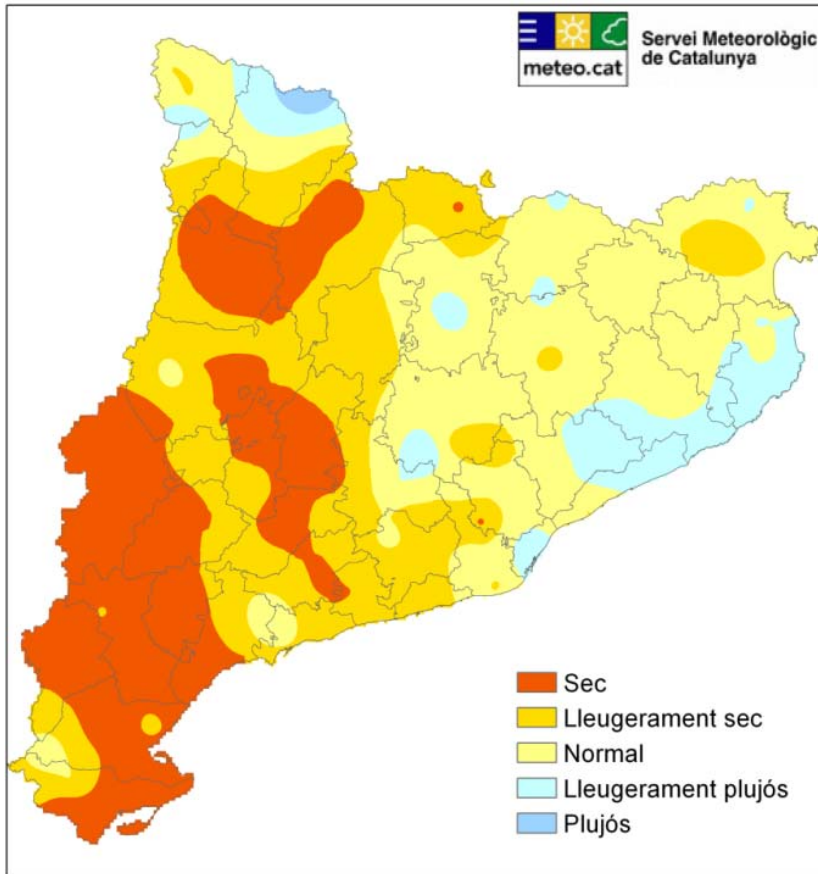 meteo.cat
Servei Meteorològic
de Catalunya
Sec
Lleugerament sec
Normal
Lleugerament plujós
Plujós